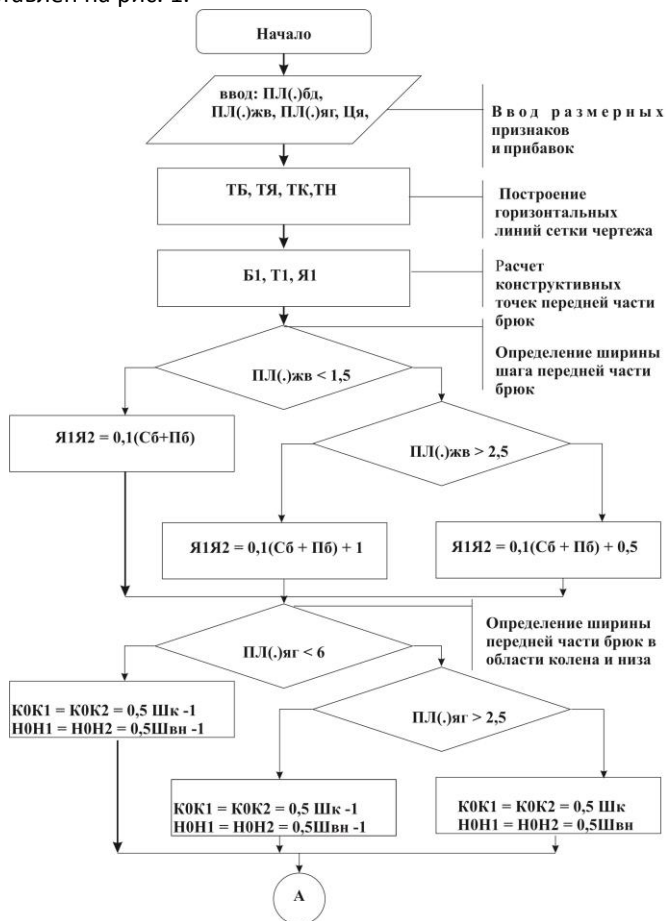 тавлен на рис. 1.
Начало
ввод: ПЛ(.)бд,
ПЛ(.)жв, ПЛ(.)яг, Ця,
Ввод размерных
признаков
и прибавок
ТБ, ТЯ, ТК,ТН
Построение
горизонтальных
линий сетки чертежа
Б1, Т1, Я1
Расчет
конструктивных
точек передней части
брюк
Определение ширины
шага передней части
брюк
ПЛ(.)жв < 1,5
Я1Я2 = 0,1(Сб+Пб)
ПЛ(.)жв > 2,5
Я1Я2 = 0,1(Сб + Пб) + 1
Я1Я2 = 0,1(Сб + Пб) + 0,5
Определение ширины
передней части брюк в
области колена и низа
ПЛ(.)яг < 6
К0К1 = К0К2 = 0,5 Шк -1
Н0Н1 = Н0Н2 = 0,5Швн -1
ПЛ(.)яг > 2,5
К0К1 = К0К2 = 0,5 Шк -1
Н0Н1 = Н0Н2 = 0,5Швн -1
К0К1 = К0К2 = 0,5 Шк
Н0Н1 = Н0Н2 = 0,5Швн
А